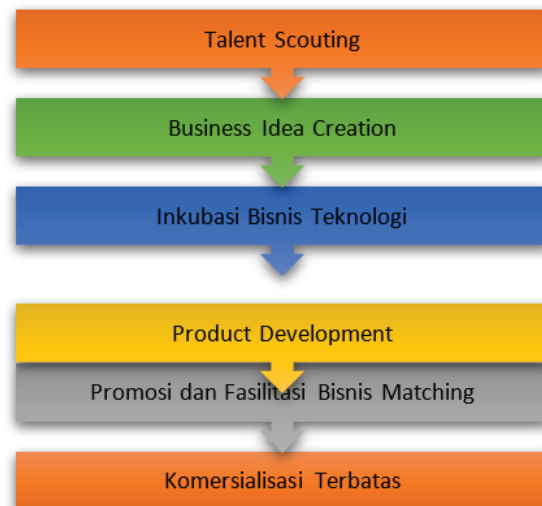 Talent Scouting
Business Idea Creation
Inkubasi Bisnis Teknologi
Product Development
Promosi dan Fasilitasi Bisnis Matching
Komersialisasi Terbatas